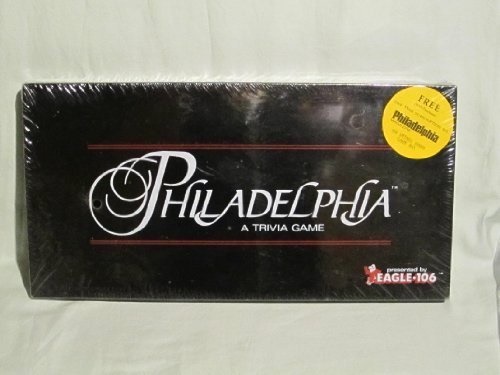 FREE
Philadelphia
PHILADELPHIA™
A TRIVIA GAME
presented by
EAGLE·106